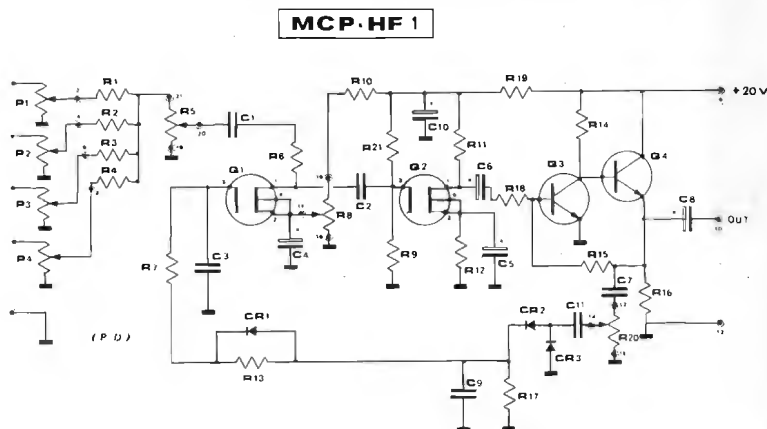 MCP·HF 1
P1
R1
R5
C1
R10
R19
+20V
R2
P2
R3
R4
P3
P4
R6
Q1
R8
C2
R21
C10
R11
Q2
C6
R18
Q3
R14
Q4
C8
OUT
R7
C3
C4
R9
R12
C5
R15
C7
R16
R20
(P.D)
CR1
R13
C9
R17
CR2
CR3
C11